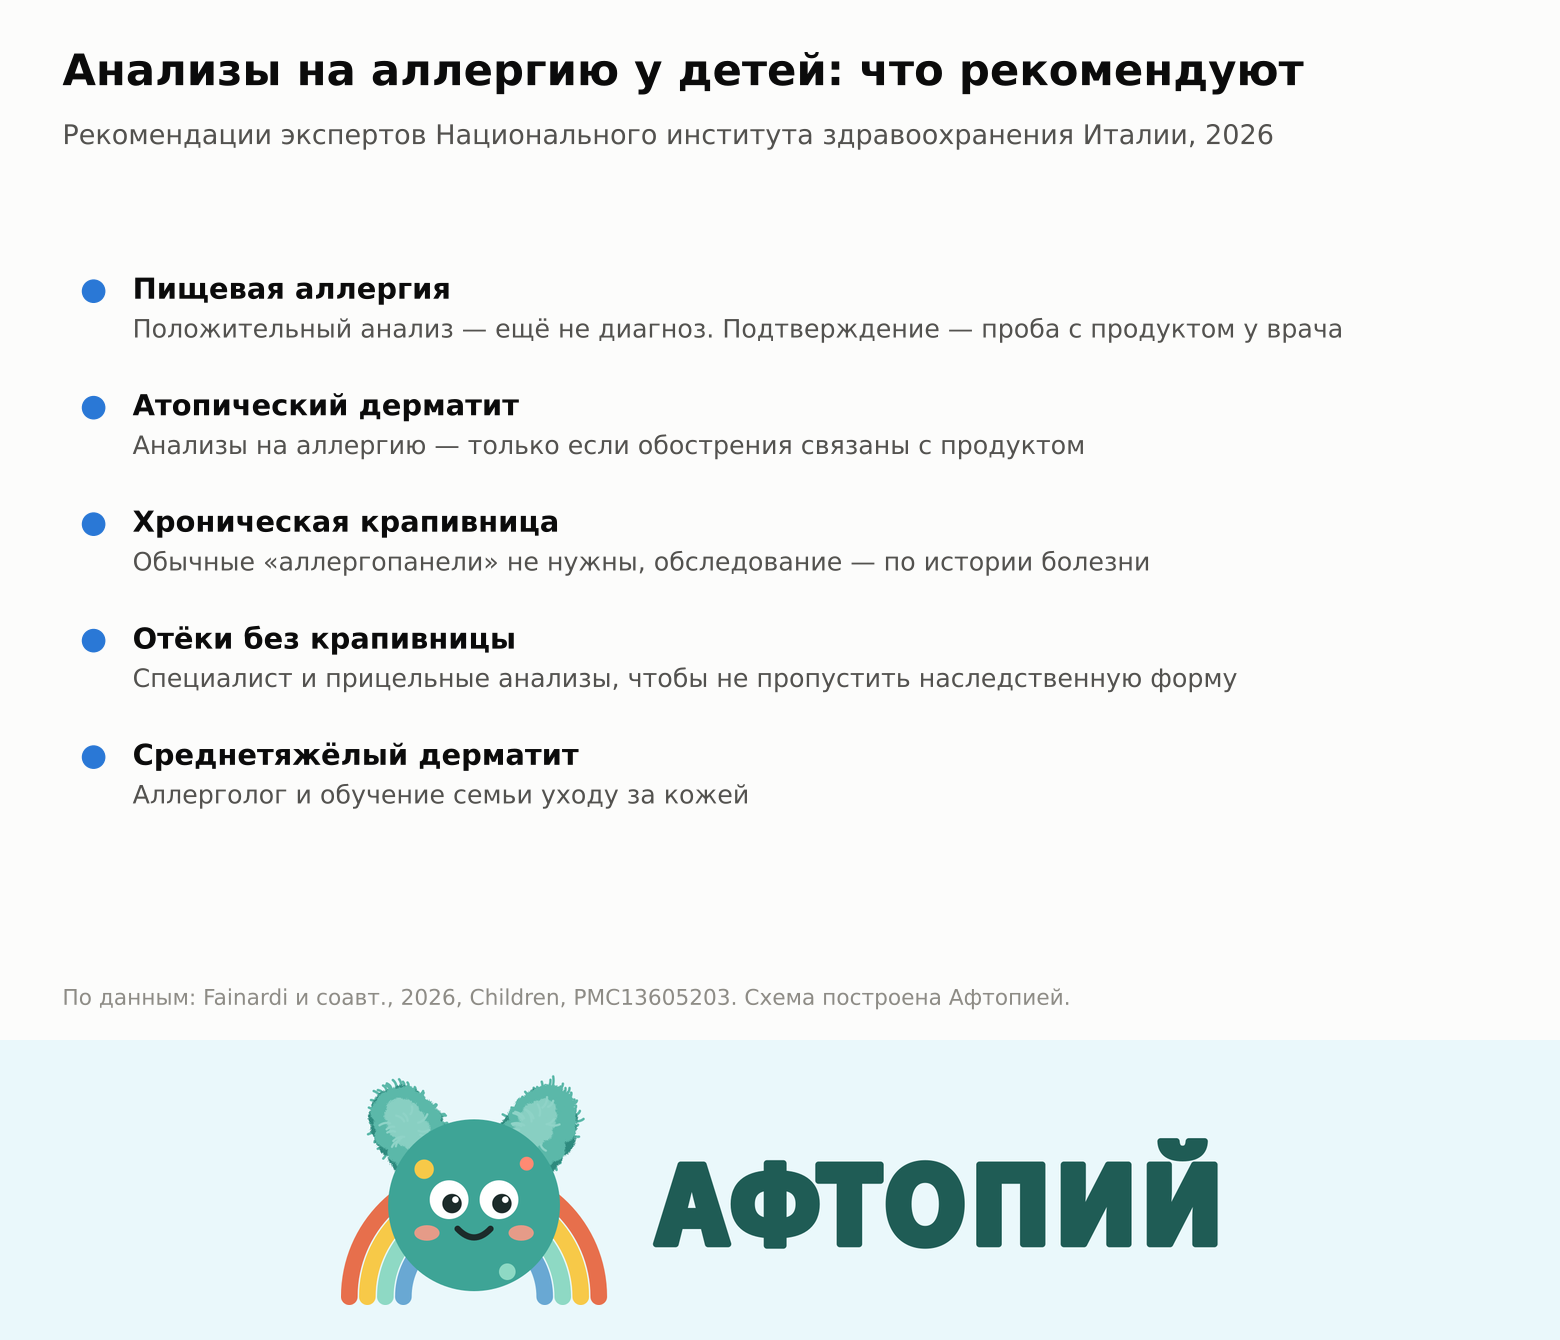 Анализы на аллергию у детей: что рекомендуют
Рекомендации экспертов Национального института здравоохранения Италии, 2026
Пищевая аллергия
Положительный анализ — ещё не диагноз. Подтверждение — проба с продуктом у врача
Атопический дерматит
Анализы на аллергию — только если обострения связаны с продуктом
Хроническая крапивница
Обычные «аллергопанели» не нужны, обследование — по истории болезни
Отёки без крапивницы
Специалист и прицельные анализы, чтобы не пропустить наследственную форму
Среднетяжёлый дерматит
Аллерголог и обучение семьи уходу за кожей
По данным: Fainardi и соавт., 2026, Children, PMC13605203. Схема построена Афтопией.
АФТОПИЙ